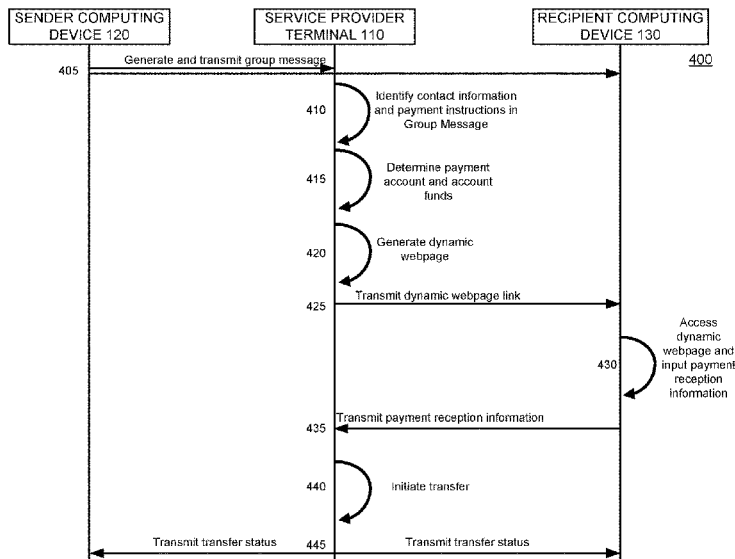 SENDER COMPUTING
DEVICE 120
SERVICE PROVIDER
TERMINAL 110
RECIPIENT COMPUTING
DEVICE 130
400
405
Generate and transmit group message
410
Identify contact information
and payment instructions in
Group Message
415
Determine payment
account and account
funds
420
Generate dynamic
webpage
425
Transmit dynamic webpage link
430
Access
dynamic
webpage and
input payment
reception
information
435
Transmit payment reception information
440
Initiate transfer
Transmit transfer status
445
Transmit transfer status